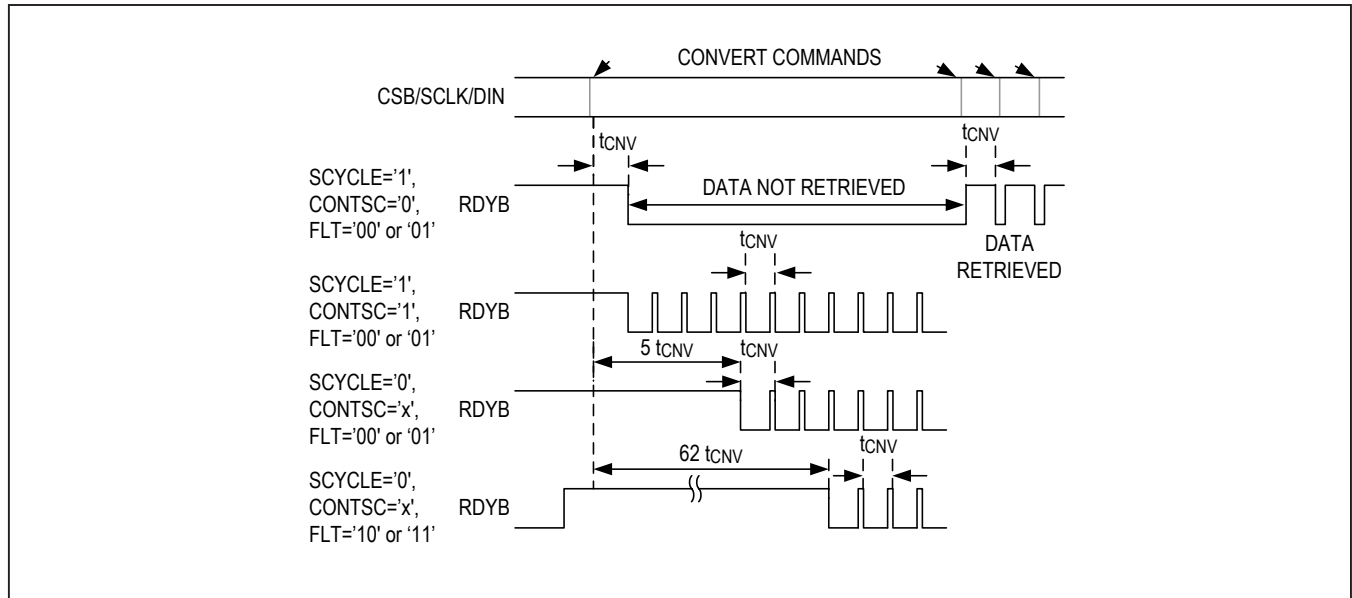 CONVERT COMMANDS
CSB/SCLK/DIN
tCNV
tCNV
SCYCLE='1',
CONTSC='0',
FLT='00' or ‘01’
RDYB
DATA NOT RETRIEVED
DATA
RETRIEVED
tCNV
SCYCLE='1',
CONTSC='1',
FLT='00' or ‘01’
RDYB
5 tCNV
tCNV
SCYCLE='0',
CONTSC='x',
FLT='00' or ‘01’
RDYB
62 tCNV
tCNV
SCYCLE='0',
CONTSC='x',
FLT='10' or ‘11’
RDYB